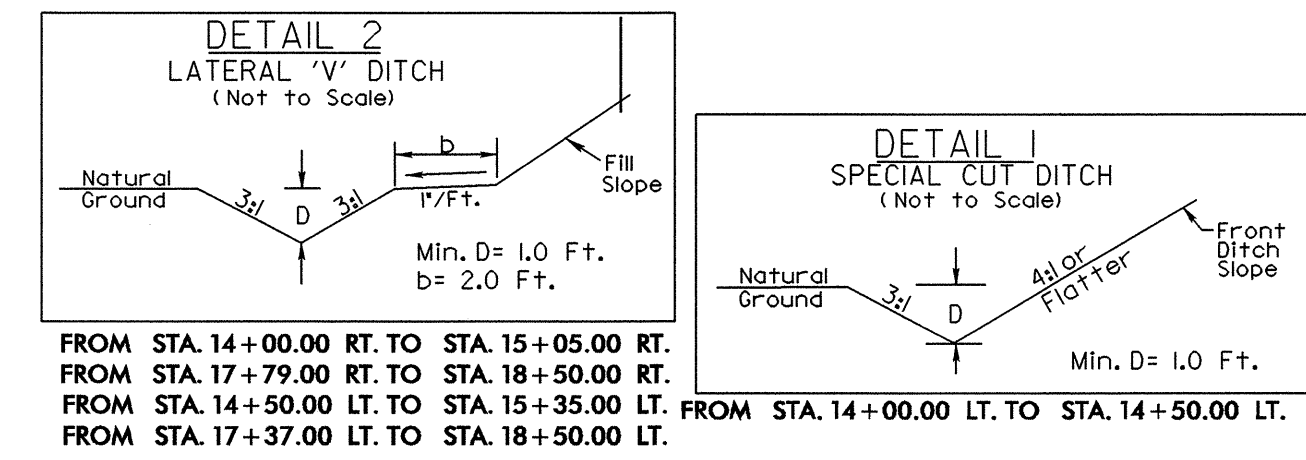 DETAIL 2
LATERAL 'V' DITCH
(Not to Scale)
b
Natural
Ground
3:1
D
3:1
1"/Ft.
Fill
Slope
Min. D= 1.0 Ft.
b= 2.0 Ft.
FROM STA. 14+00.00 RT. TO STA. 15+05.00 RT.
FROM STA. 17+79.00 RT. TO STA. 18+50.00 RT.
FROM STA. 14+50.00 LT. TO STA. 15+35.00 LT.
FROM STA. 17+37.00 LT. TO STA. 18+50.00 LT.
DETAIL 1
SPECIAL CUT DITCH
(Not to Scale)
Natural
Ground
3:1
D
4:1 or
Flatter
Front
Ditch
Slope
Min. D= 1.0 Ft.
FROM STA. 14+00.00 LT. TO STA. 14+50.00 LT.